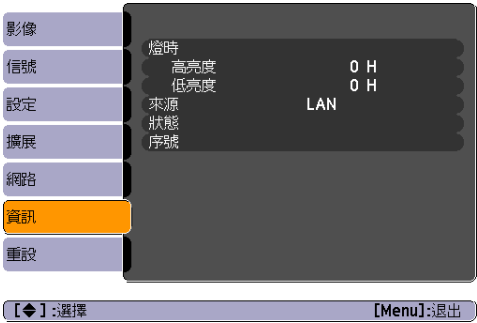 影像
信號
設定
擴展
網路
資訊
重設
燈時
高亮度 0 H
低亮度 0 H
來源 LAN
狀態
序號
[◆]:選擇 [Menu]:退出